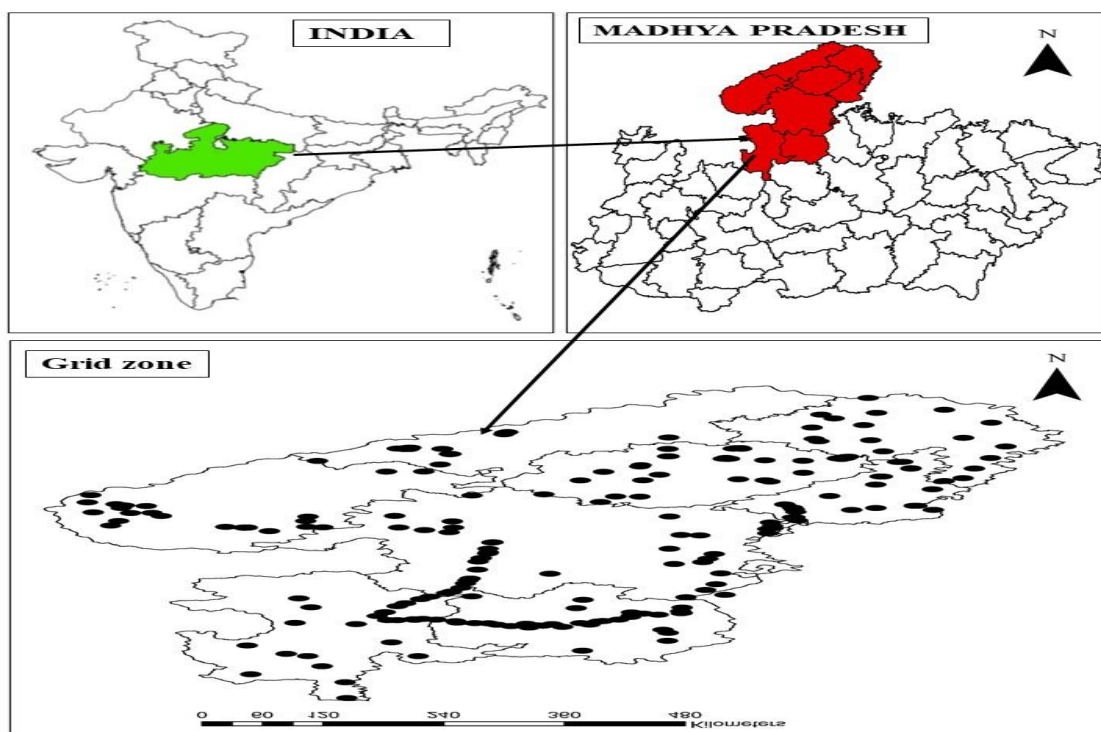 INDIA
MADHYA PRADESH
N
Grid zone
N
0 60 120 240 360 480
Kilometers